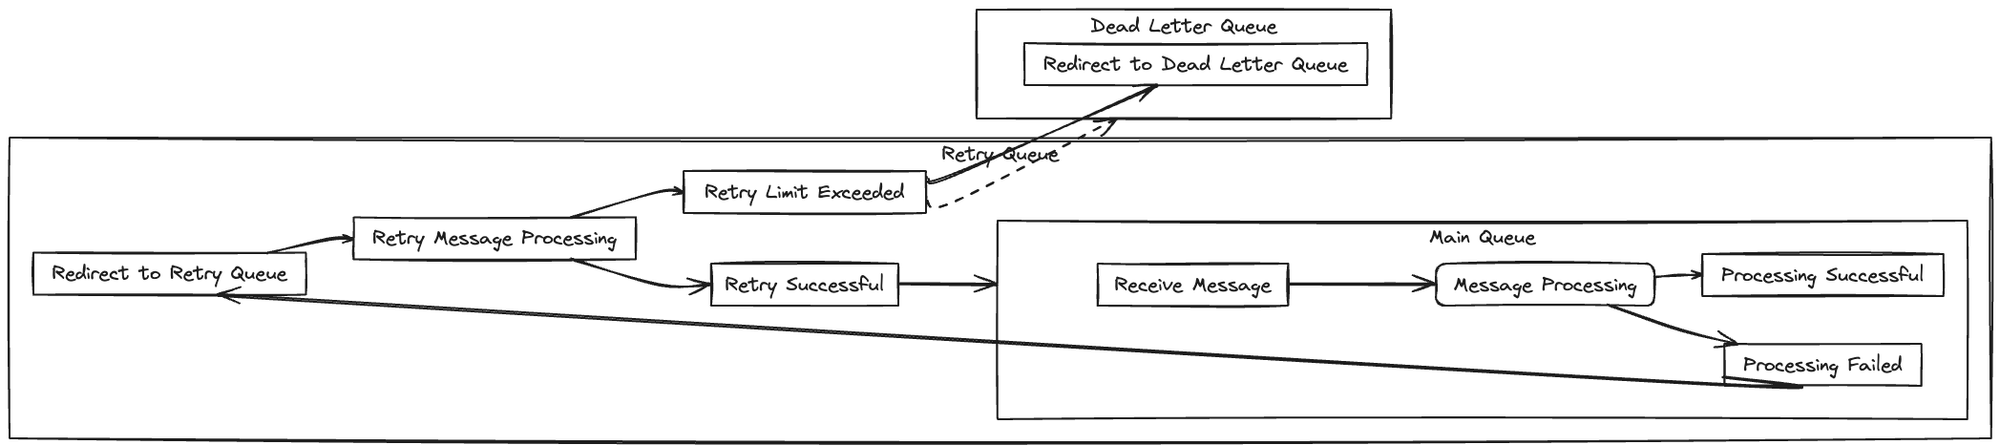 Dead Letter Queue
Redirect to Dead Letter Queue
Retry Queue
Retry Limit Exceeded
Retry Message Processing
Redirect to Retry Queue
Retry Successful
Main Queue
Receive Message
Message Processing
Processing Successful
Processing Failed